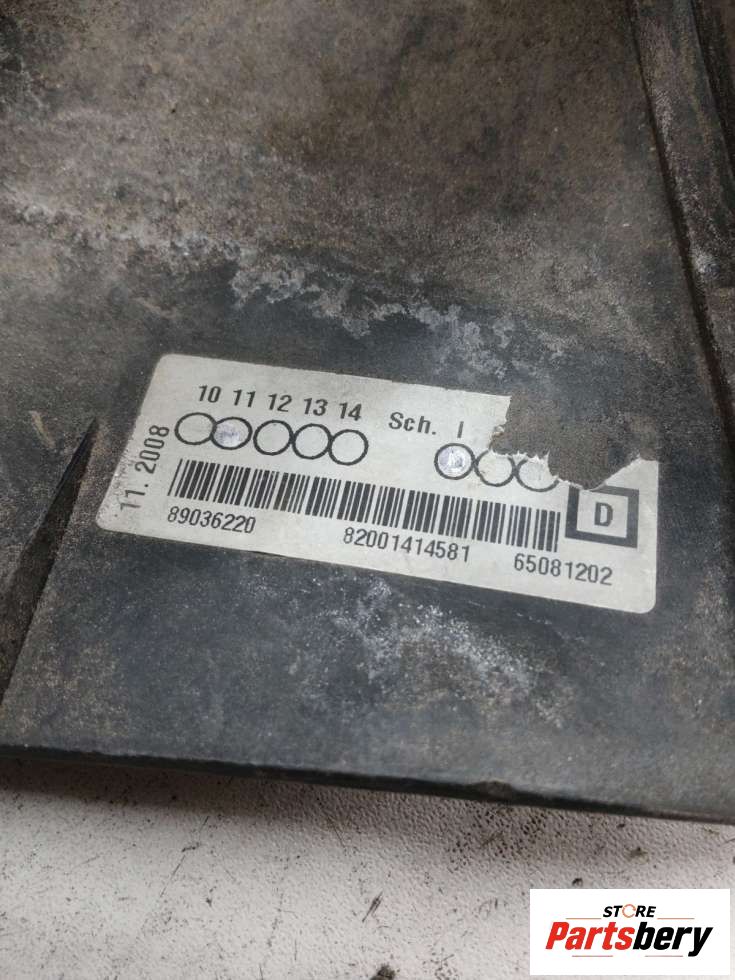 10 11 12 13 14 Sch. I
11.2008
D
89036220 82001414581 65081202
STORE
Partsbery